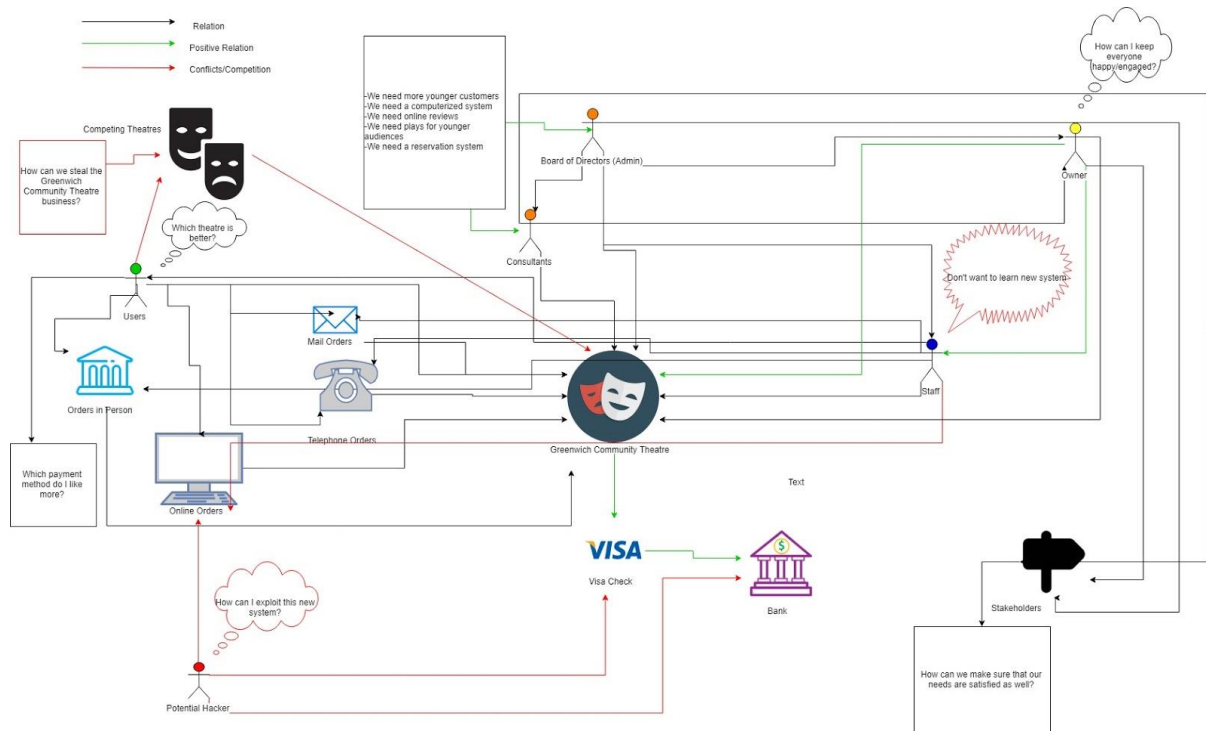 Relation
Positive Relation
Conflicts/Competition
How can I keep
everyone
happy/engaged?
-We need more younger customers
-We need a computerized system
-We need online reviews
-We need plays for younger
audiences
-We need a reservation system
Competing Theatres
Board of Directors (Admin)
Owner
How can we steal the
Greenwich
Community Theatre
business?
Which theatre is
better?
Consultants
Don't want to learn new system
Users
Mail Orders
Staff
Orders in Person
Telephone Orders
Greenwich Community Theatre
Which payment
method do I like
more?
Online Orders
Text
VISA
Visa Check
$
Bank
Stakeholders
How can I exploit this new
system?
How can we make sure that our
needs are satisfied as well?
Potential Hacker